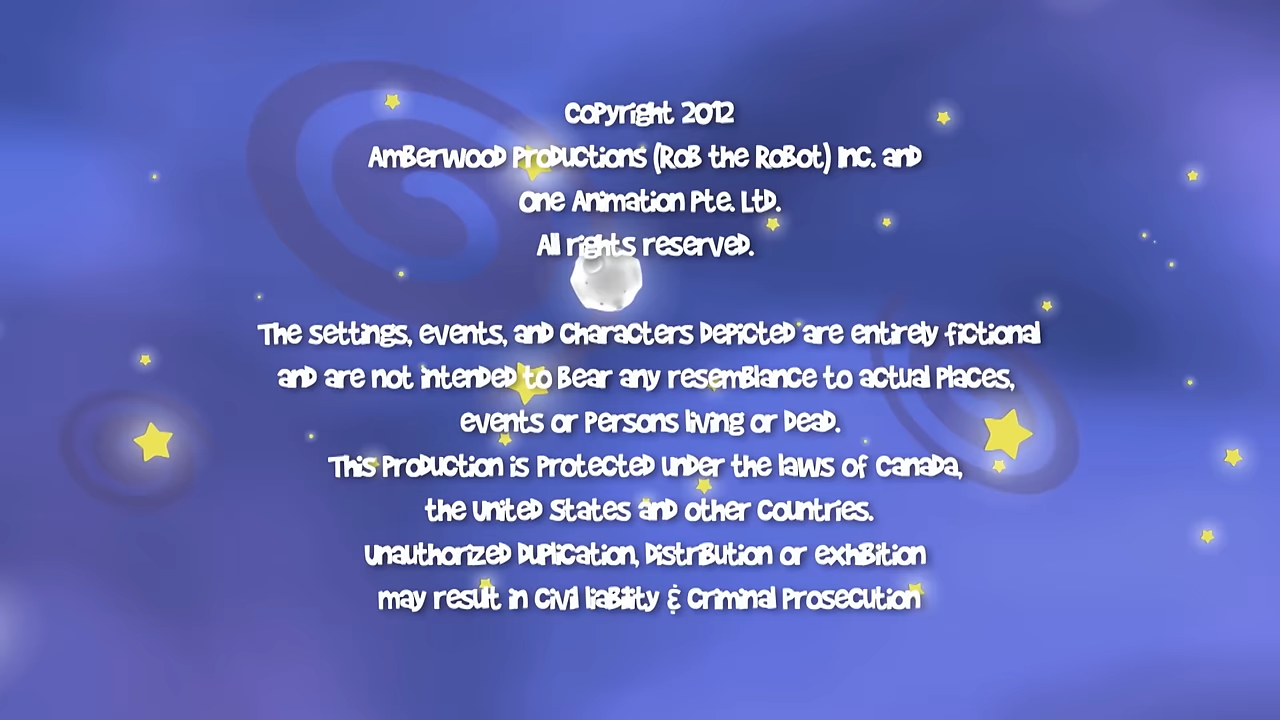 Copyright 2012
Amberwood Productions (Rob the Robot) Inc. and
One Animation Pte. Ltd.
All rights reserved.
The settings, events, and characters depicted are entirely fictional
and are not intended to bear any resemblance to actual places,
events or persons living or dead.
This production is protected under the laws of Canada,
the United States and other countries.
Unauthorized duplication, distribution or exhibition
may result in civil liability & criminal prosecution